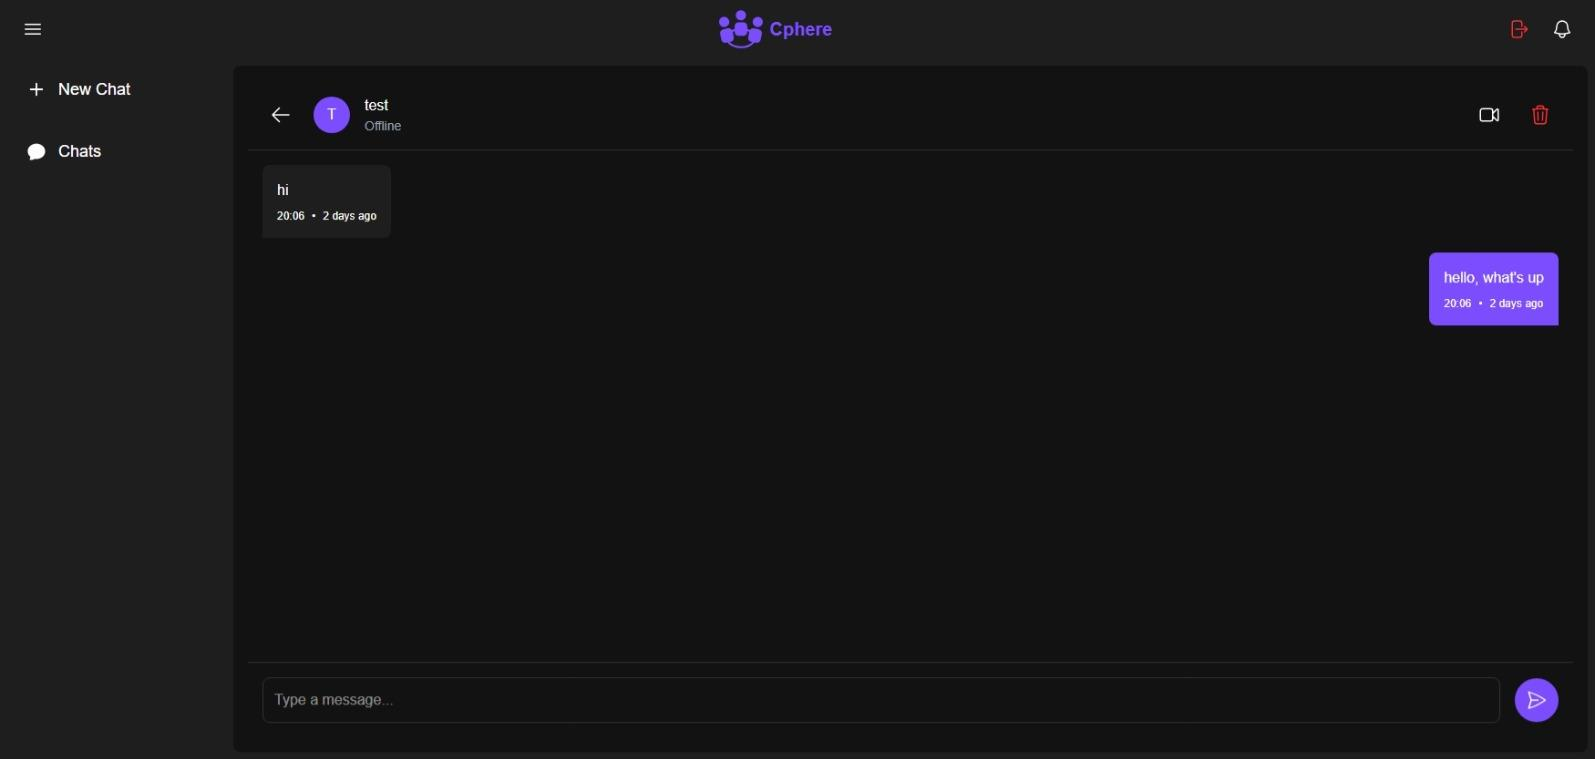 Cphere
New Chat
Chats
T
test
Offline
hi
20:06 • 2 days ago
hello, what's up
20:06 • 2 days ago
Type a message...